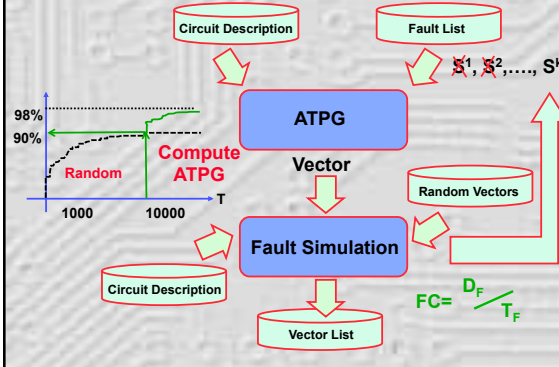 Circuit Description
Fault List
S1, S2,...., Sk
98%
90%
Random
Compute
ATPG
1000
10000
T
ATPG
Vector
Random Vectors
Fault Simulation
Circuit Description
Vector List
FC= DF / TF